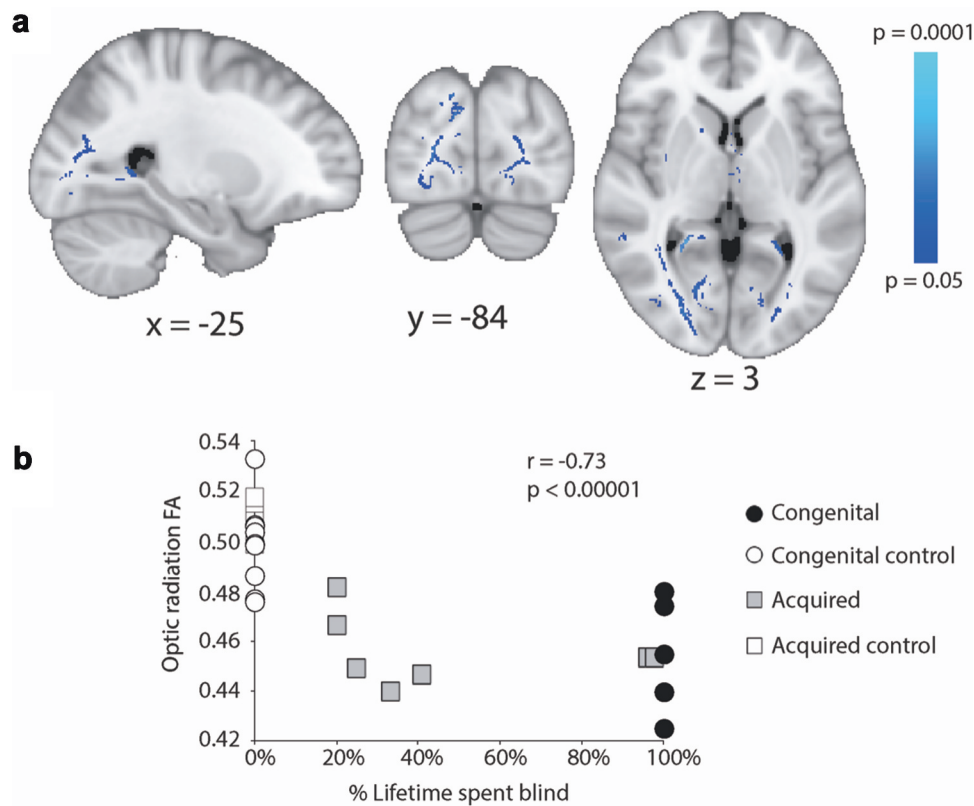 a
p = 0.0001
p = 0.05
x = -25
y = -84
z = 3
b
0.54
0.52
0.50
0.48
0.46
0.44
0.42
Optic radiation FA
r = -0.73
p < 0.00001
Congenital
Congenital control
Acquired
Acquired control
0%
20%
40%
60%
80%
100%
% Lifetime spent blind